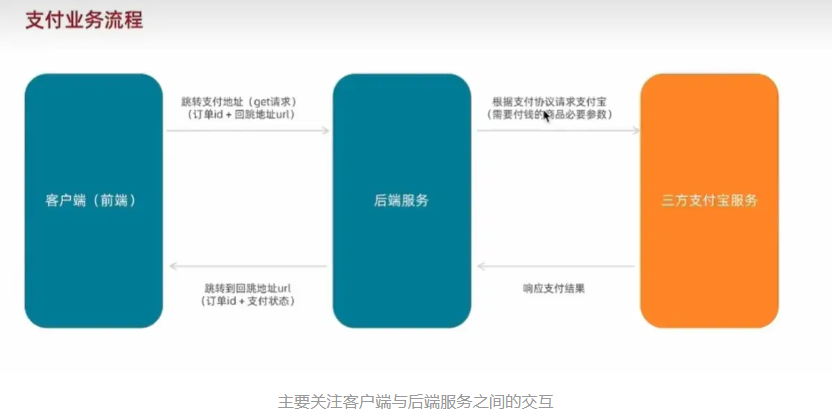 支付业务流程
跳转支付地址（get请求）
（订单id + 回跳地址url）
根据支付协议请求支付宝
（需要付钱的商品必要参数）
客户端（前端）
后端服务
三方支付宝服务
跳转到回跳地址url
（订单id + 支付状态）
响应支付结果
主要关注客户端与后端服务之间的交互